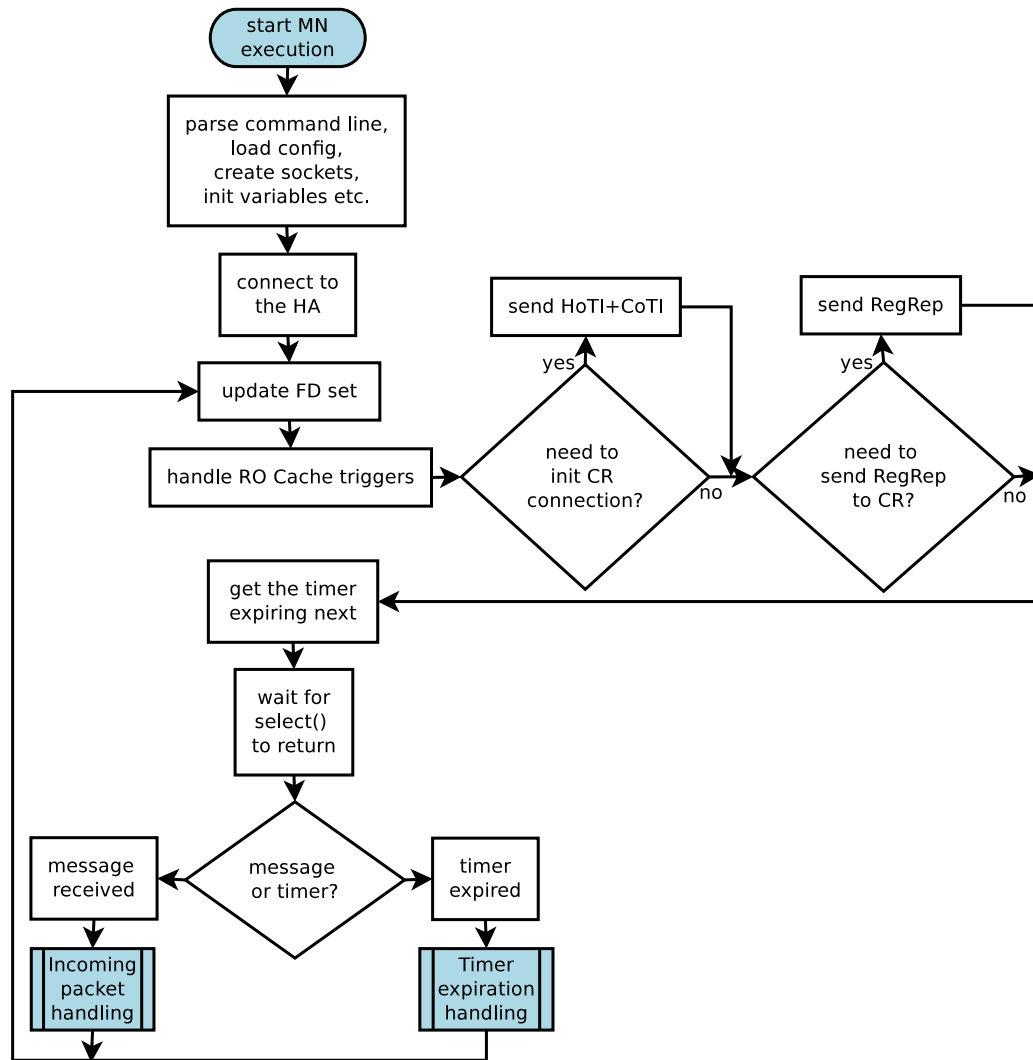 start MN
execution
parse command line,
load config,
create sockets,
init variables etc.
connect to
the HA
send HoTI+CoTI
send RegRep
yes
yes
update FD set
handle RO Cache triggers
need to
init CR
connection?
no
need to
send RegRep
to CR?
no
get the timer
expiring next
wait for
select()
to return
message
received
message
or timer?
timer
expired
Incoming
packet
handling
Timer
expiration
handling